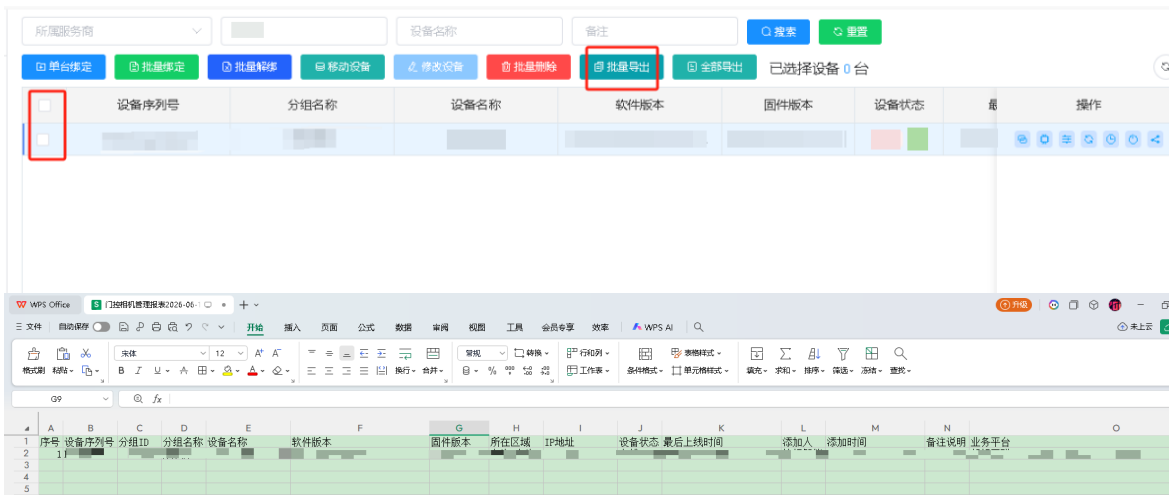 所属服务商 设备名称 备注 搜索 重置
单台绑定 批量绑定 批量解绑 移动设备 修改设备 批量删除 批量导出 全部导出 已选择设备 0 台
设备序列号 分组名称 设备名称 软件版本 固件版本 设备状态 最 操作
WPS Office 门控相机管理报表2026-06-1 升级
文件 自动保存 开始 插入 页面 公式 数据 审阅 视图 工具 会员专享 效率 WPS AI 未上云
宋体 12 A+ A- 常规 转换 行和列 表格样式
格式刷 粘贴 B I U A 换行 合并 % 工作表 条件格式 单元格样式 填充 求和 排序 筛选 冻结 查找
G9 fx
A B C D E F G H I J K L M N O
1 序号 设备序列号 分组ID 分组名称 设备名称 软件版本 固件版本 所在区域 IP地址 设备状态 最后上线时间 添加人 添加时间 备注说明 业务平台
2 1
3
4
5